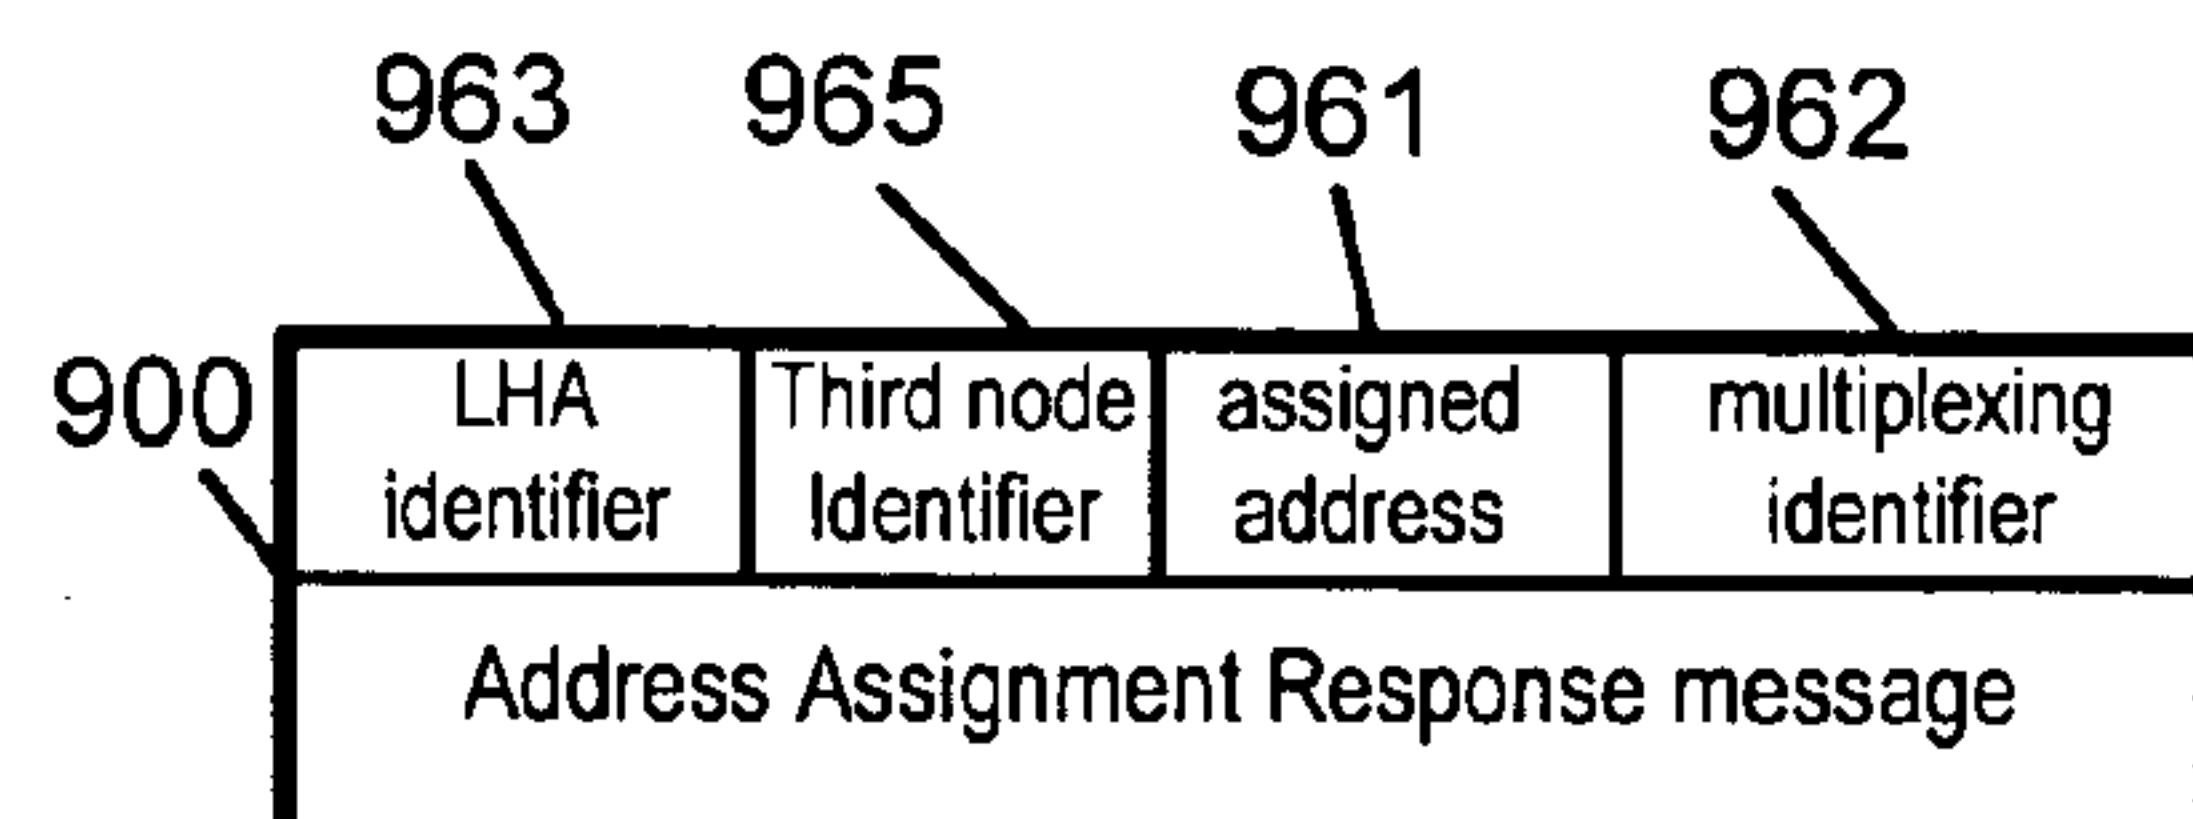 963 965 961 962
900
LHA identifier
Third node Identifier
assigned address
multiplexing identifier
Address Assignment Response message